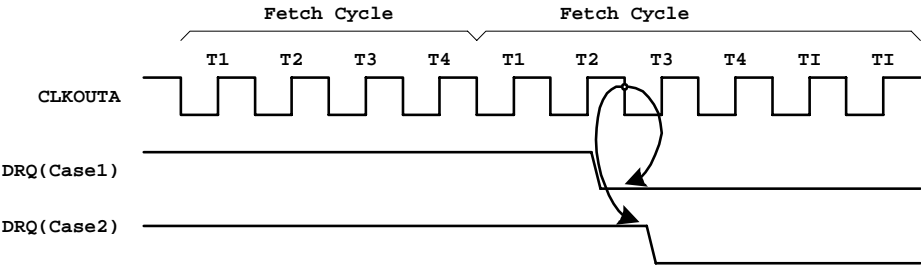 Fetch Cycle Fetch Cycle
T1 T2 T3 T4 T1 T2 T3 T4 TI TI
CLKOUTA
DRQ(Case1)
DRQ(Case2)